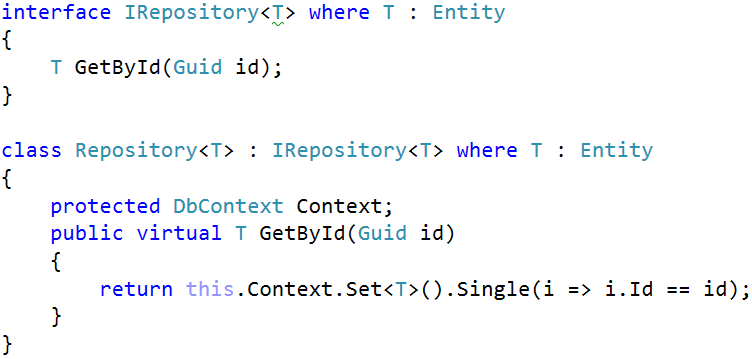 interface IRepository<T> where T : Entity
{
    T GetById(Guid id);
}

class Repository<T> : IRepository<T> where T : Entity
{
    protected DbContext Context;
    public virtual T GetById(Guid id)
    {
        return this.Context.Set<T>().Single(i => i.Id == id);
    }
}